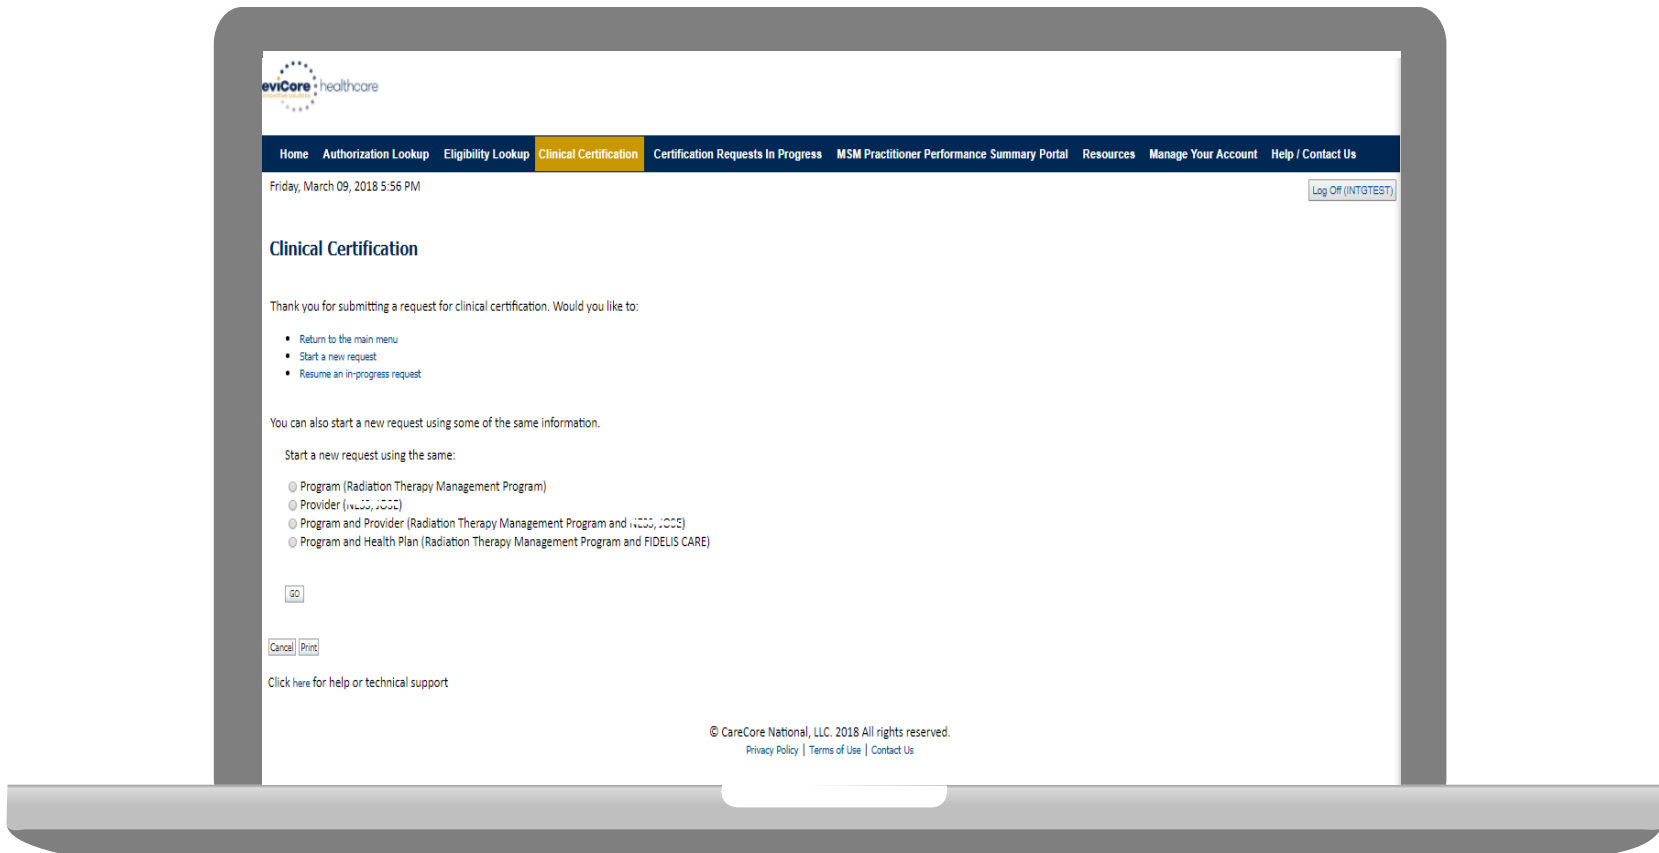 eviCore healthcare
Home Authorization Lookup Eligibility Lookup Clinical Certification Certification Requests In Progress MSM Practitioner Performance Summary Portal Resources Manage Your Account Help / Contact Us
Friday, March 09, 2018 5:56 PM
Log Off (INTGTEST)
Clinical Certification
Thank you for submitting a request for clinical certification. Would you like to:
• Return to the main menu
• Start a new request
• Resume an in-progress request
You can also start a new request using some of the same information.
Start a new request using the same:
Program (Radiation Therapy Management Program)
Provider (
Program and Provider (Radiation Therapy Management Program and
Program and Health Plan (Radiation Therapy Management Program and FIDELIS CARE)
GO
Cancel Print
Click here for help or technical support
© CareCore National, LLC. 2018 All rights reserved.
Privacy Policy | Terms of Use | Contact Us